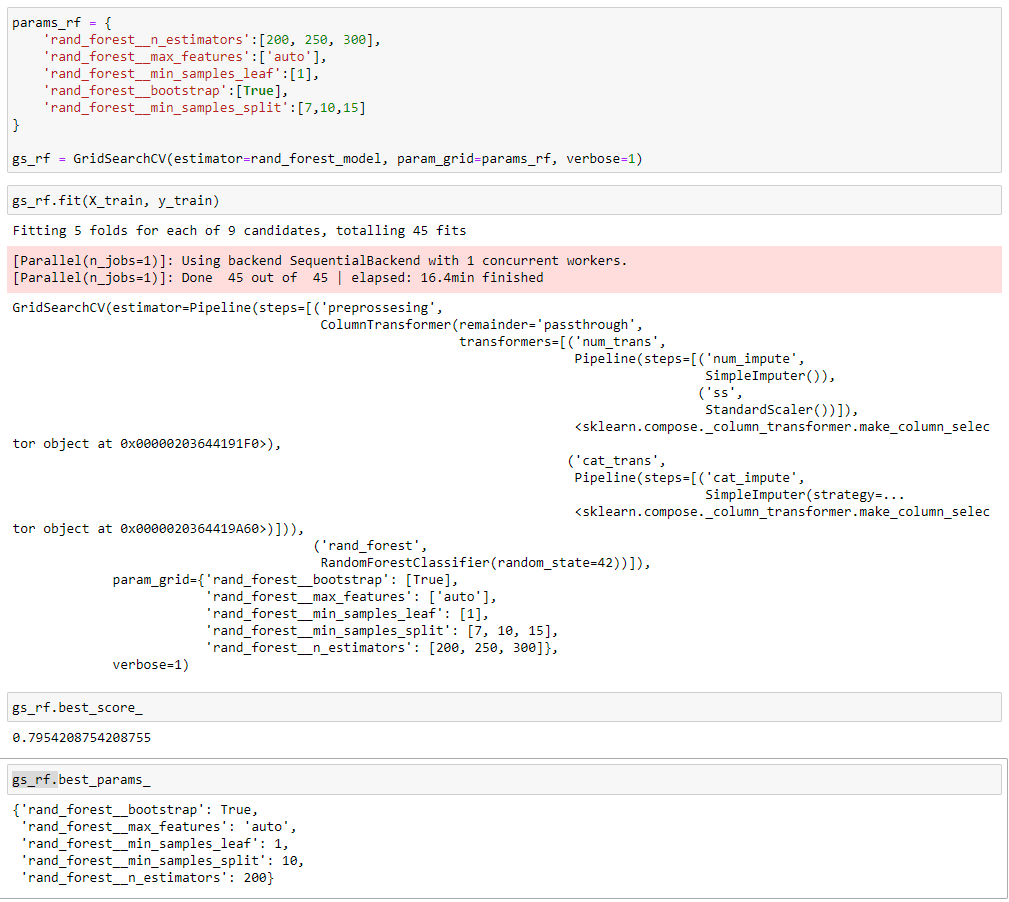 params_rf = {
    'rand_forest__n_estimators':[200, 250, 300],
    'rand_forest__max_features':['auto'],
    'rand_forest__min_samples_leaf':[1],
    'rand_forest__bootstrap':[True],
    'rand_forest__min_samples_split':[7,10,15]
}
gs_rf = GridSearchCV(estimator=rand_forest_model, param_grid=params_rf, verbose=1)
gs_rf.fit(X_train, y_train)
Fitting 5 folds for each of 9 candidates, totalling 45 fits
[Parallel(n_jobs=1)]: Using backend SequentialBackend with 1 concurrent workers.
[Parallel(n_jobs=1)]: Done  45 out of  45 | elapsed: 16.4min finished
GridSearchCV(estimator=Pipeline(steps=[('preprossesing',
                                        ColumnTransformer(remainder='passthrough',
                                                          transformers=[('num_trans',
                                                                         Pipeline(steps=[('num_impute',
                                                                                          SimpleImputer()),
                                                                                         ('ss',
                                                                                          StandardScaler())]),
                                                                         <sklearn.compose._column_transformer.make_column_selec
tor object at 0x00000203644191F0>),
                                                                        ('cat_trans',
                                                                         Pipeline(steps=[('cat_impute',
                                                                                          SimpleImputer(strategy=...
                                                                         <sklearn.compose._column_transformer.make_column_selec
tor object at 0x0000020364419A60>)])),
                                       ('rand_forest',
                                        RandomForestClassifier(random_state=42))]),
             param_grid={'rand_forest__bootstrap': [True],
                         'rand_forest__max_features': ['auto'],
                         'rand_forest__min_samples_leaf': [1],
                         'rand_forest__min_samples_split': [7, 10, 15],
                         'rand_forest__n_estimators': [200, 250, 300]},
             verbose=1)
gs_rf.best_score_
0.7954208754208755
gs_rf.best_params_
{'rand_forest__bootstrap': True,
 'rand_forest__max_features': 'auto',
 'rand_forest__min_samples_leaf': 1,
 'rand_forest__min_samples_split': 10,
 'rand_forest__n_estimators': 200}